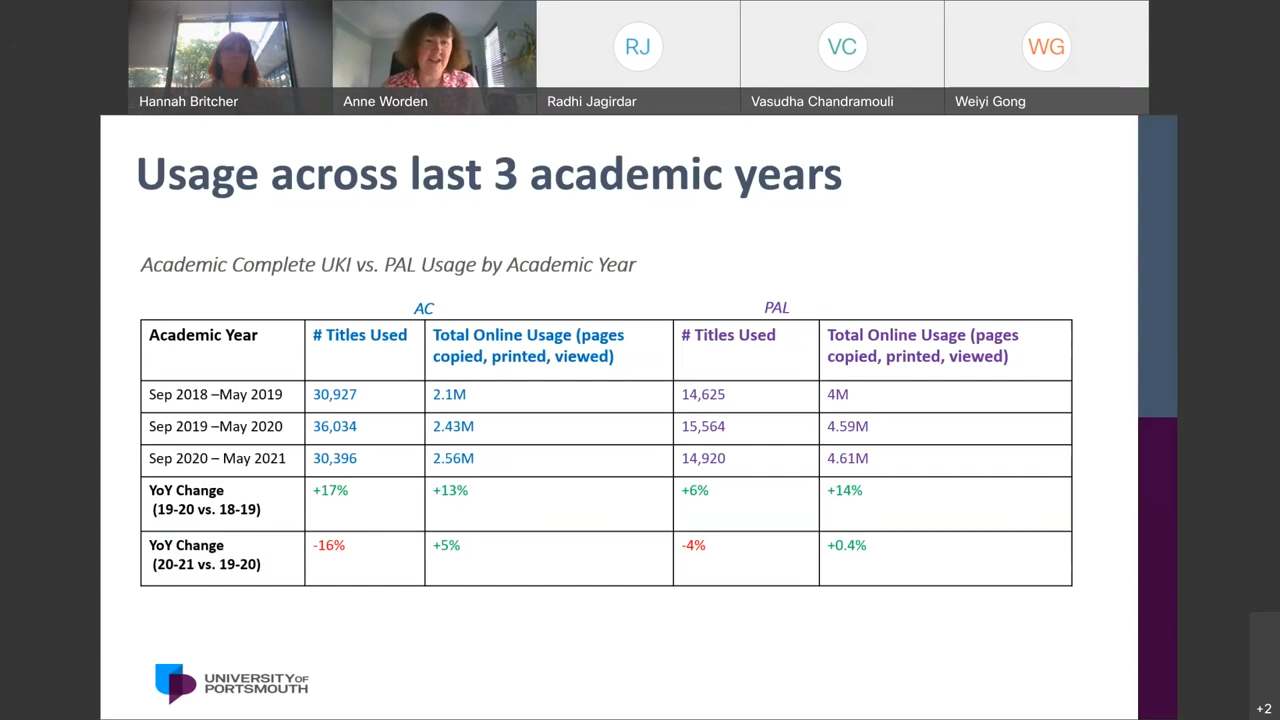 RJ
VC
WG
Hannah Britcher
Anne Worden
Radhi Jagirdar
Vasudha Chandramouli
Weiyi Gong
Usage across last 3 academic years
Academic Complete UKI vs. PAL Usage by Academic Year
AC
PAL
Academic Year
# Titles Used
Total Online Usage (pages
copied, printed, viewed)
# Titles Used
Total Online Usage (pages
copied, printed, viewed)
Sep 2018 –May 2019
30,927
2.1M
14,625
4M
Sep 2019 –May 2020
36,034
2.43M
15,564
4.59M
Sep 2020 – May 2021
30,396
2.56M
14,920
4.61M
YoY Change
(19-20 vs. 18-19)
+17%
+13%
+6%
+14%
YoY Change
(20-21 vs. 19-20)
-16%
+5%
-4%
+0.4%
UNIVERSITY OF
PORTSMOUTH
+2